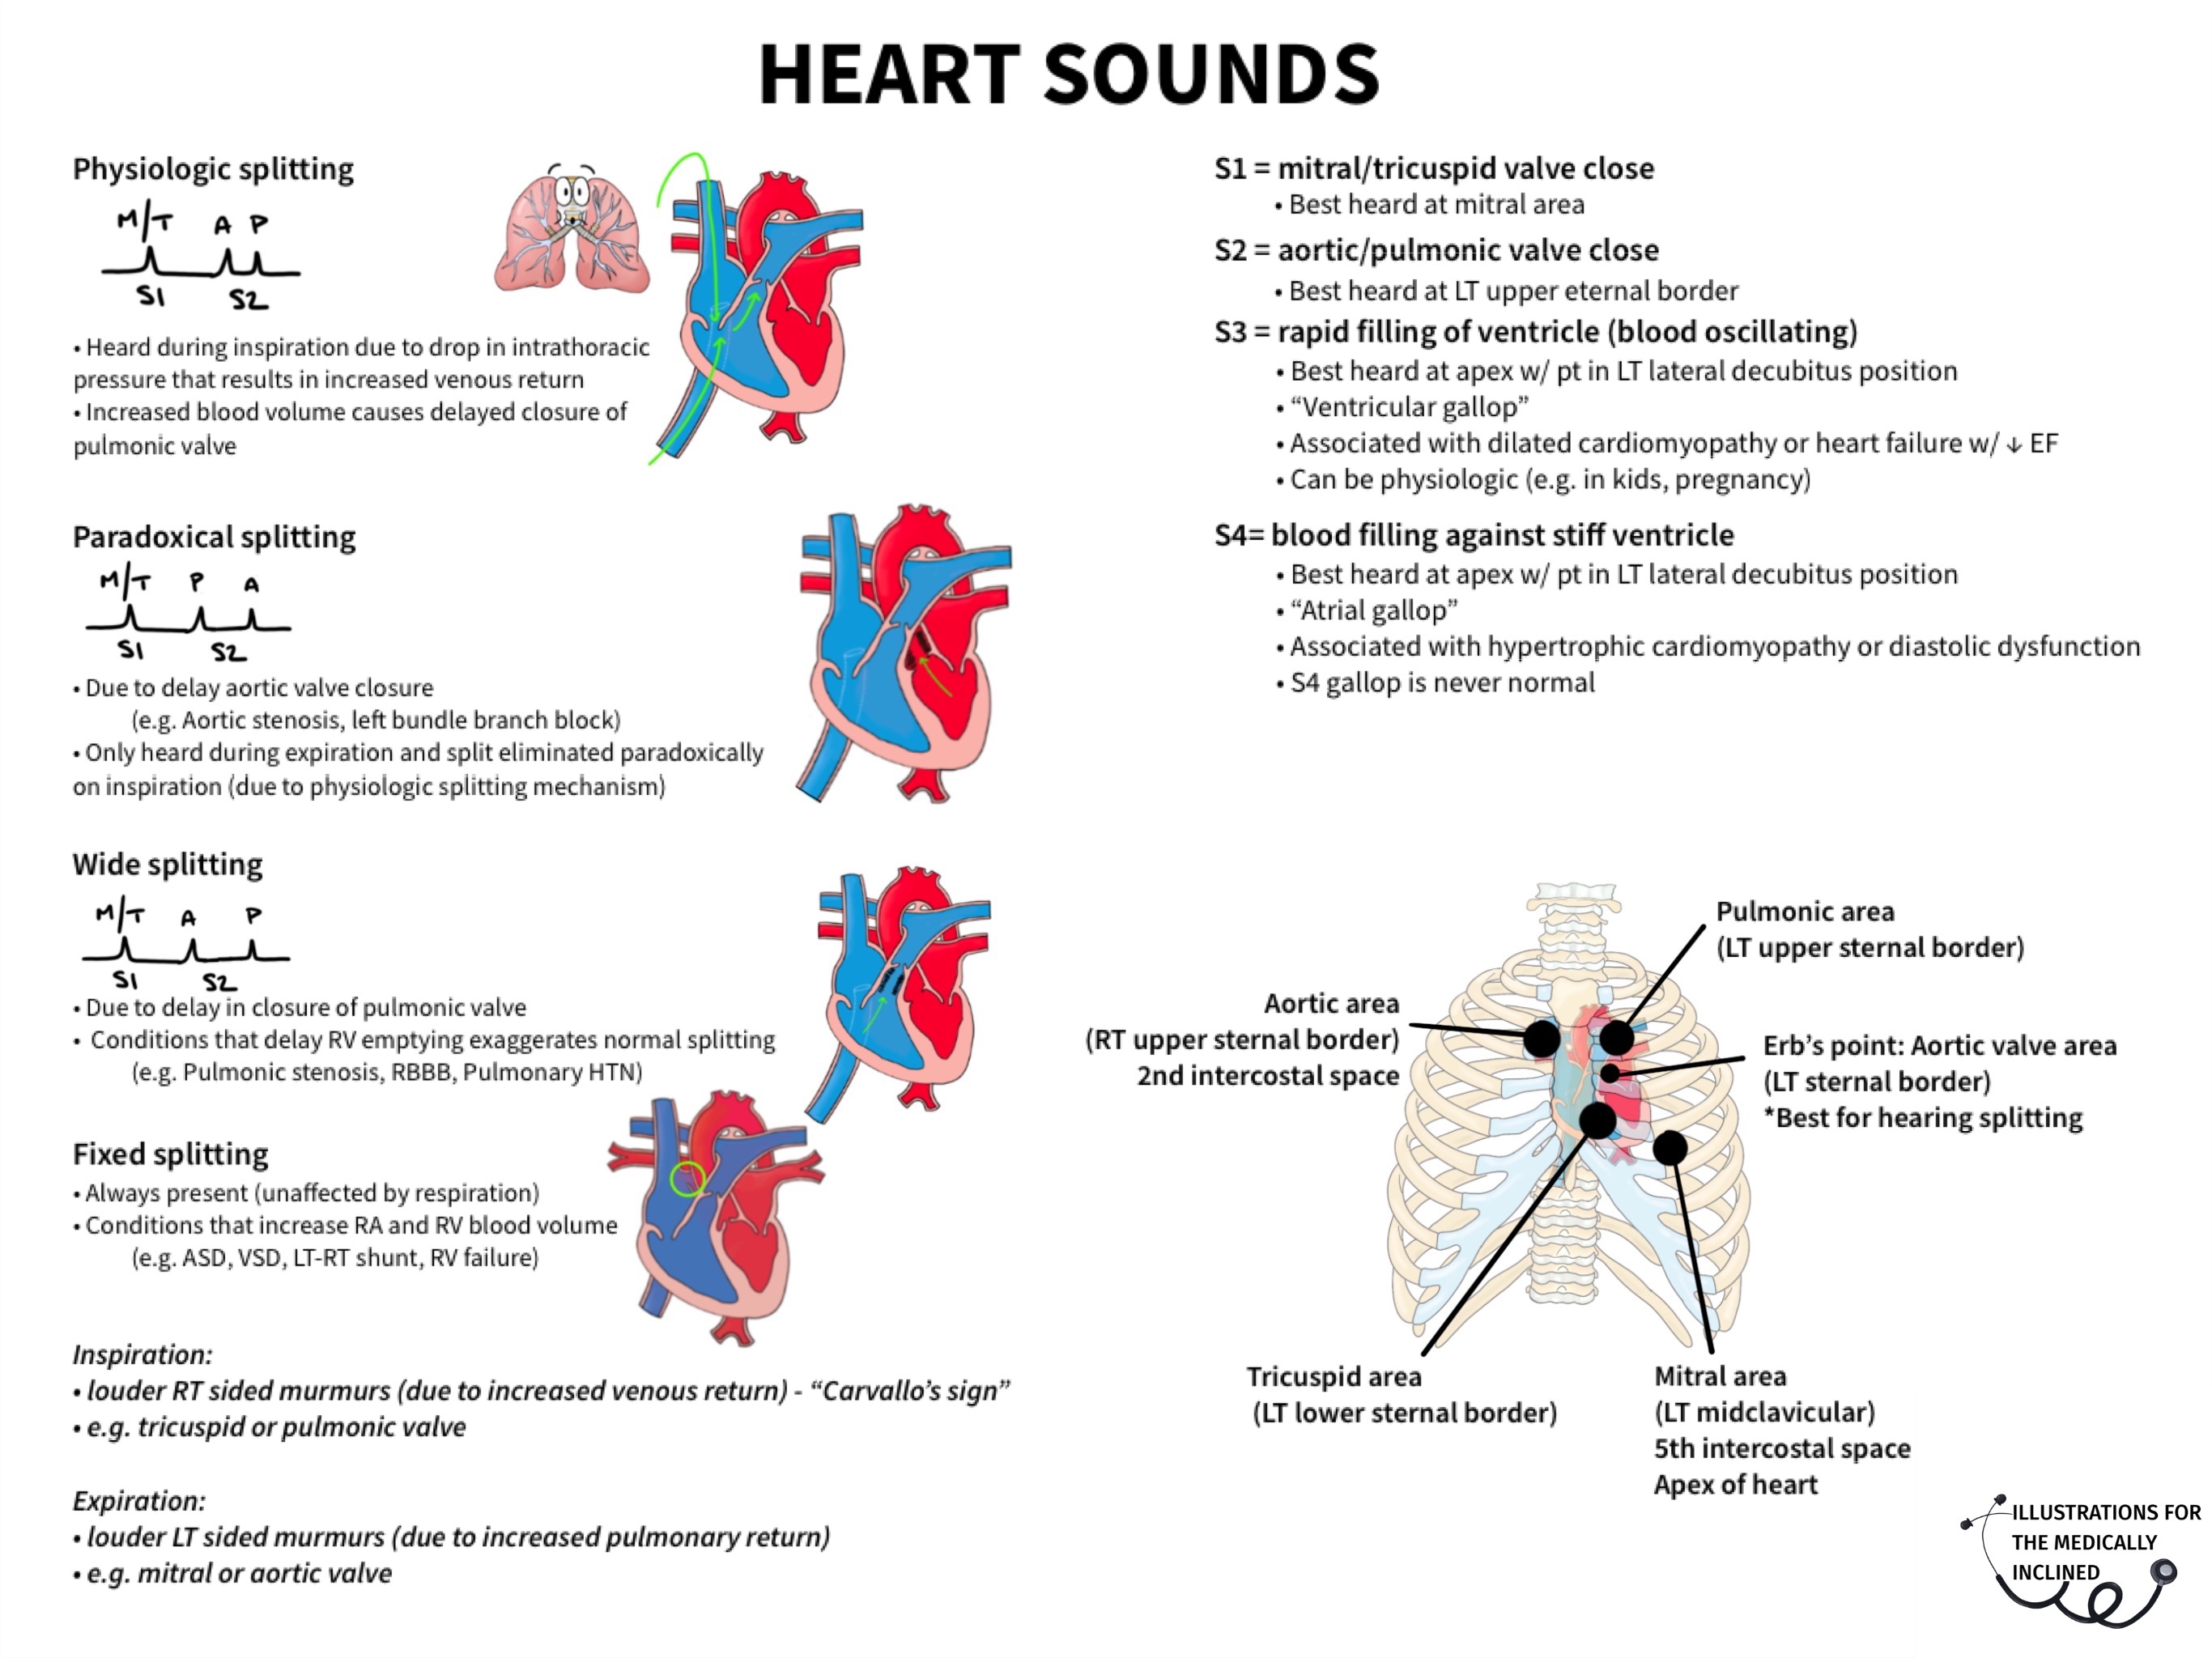 HEART SOUNDS
Physiologic splitting
M/T A P
S1 S2
• Heard during inspiration due to drop in intrathoracic
pressure that results in increased venous return
• Increased blood volume causes delayed closure of
pulmonic valve
Paradoxical splitting
M/T P A
S1 S2
• Due to delay aortic valve closure
(e.g. Aortic stenosis, left bundle branch block)
• Only heard during expiration and split eliminated paradoxically
on inspiration (due to physiologic splitting mechanism)
Wide splitting
M/T A P
S1 S2
• Due to delay in closure of pulmonic valve
• Conditions that delay RV emptying exaggerates normal splitting
(e.g. Pulmonic stenosis, RBBB, Pulmonary HTN)
Fixed splitting
• Always present (unaffected by respiration)
• Conditions that increase RA and RV blood volume
(e.g. ASD, VSD, LT-RT shunt, RV failure)
Inspiration:
• louder RT sided murmurs (due to increased venous return) - “Carvallo’s sign”
• e.g. tricuspid or pulmonic valve
Expiration:
• louder LT sided murmurs (due to increased pulmonary return)
• e.g. mitral or aortic valve
S1 = mitral/tricuspid valve close
• Best heard at mitral area
S2 = aortic/pulmonic valve close
• Best heard at LT upper eternal border
S3 = rapid filling of ventricle (blood oscillating)
• Best heard at apex w/ pt in LT lateral decubitus position
• “Ventricular gallop”
• Associated with dilated cardiomyopathy or heart failure w/ ↓ EF
• Can be physiologic (e.g. in kids, pregnancy)
S4= blood filling against stiff ventricle
• Best heard at apex w/ pt in LT lateral decubitus position
• “Atrial gallop”
• Associated with hypertrophic cardiomyopathy or diastolic dysfunction
• S4 gallop is never normal
Pulmonic area
(LT upper sternal border)
Aortic area
(RT upper sternal border)
2nd intercostal space
Erb’s point: Aortic valve area
(LT sternal border)
*Best for hearing splitting
Tricuspid area
(LT lower sternal border)
Mitral area
(LT midclavicular)
5th intercostal space
Apex of heart
ILLUSTRATIONS FOR
THE MEDICALLY
INCLINED